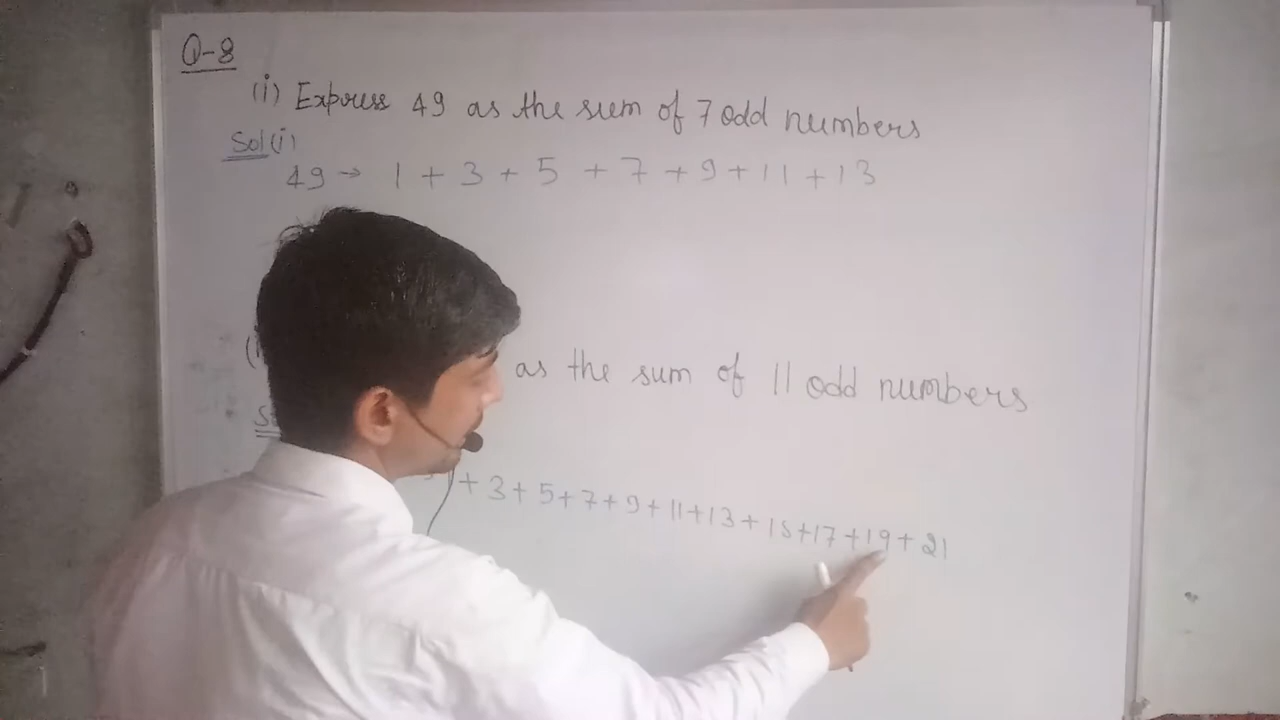 Q-8
(i) Express 49 as the sum of 7 odd numbers
Sol(i)
49 → 1 + 3 + 5 + 7 + 9 + 11 + 13
as the sum of 11 odd numbers
+ 3 + 5 + 7 + 9 + 11 + 13 + 15 + 17 + 19 + 21